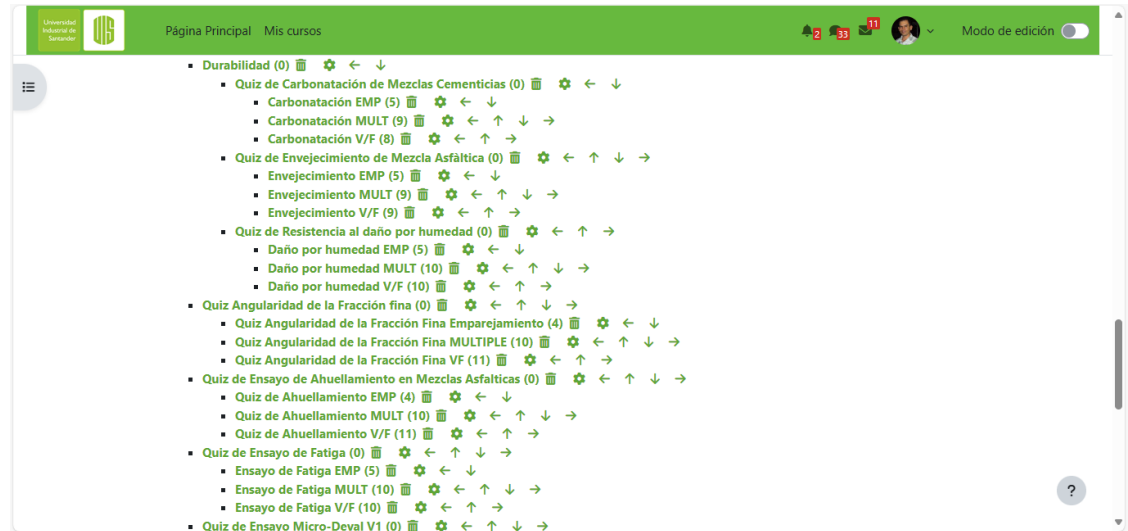 Universidad
Industrial de
Santander
UIS
Página Principal Mis cursos
2 33 11
Modo de edición
Durabilidad (0)
Quiz de Carbonatación de Mezclas Cementicias (0)
Carbonatación EMP (5)
Carbonatación MULT (9)
Carbonatación V/F (8)
Quiz de Envejecimiento de Mezcla Asfàltica (0)
Envejecimiento EMP (5)
Envejecimiento MULT (9)
Envejecimiento V/F (9)
Quiz de Resistencia al daño por humedad (0)
Daño por humedad EMP (5)
Daño por humedad MULT (10)
Daño por humedad V/F (10)
Quiz Angularidad de la Fracción fina (0)
Quiz Angularidad de la Fracción Fina Emparejamiento (4)
Quiz Angularidad de la Fracción Fina MULTIPLE (10)
Quiz Angularidad de la Fracción Fina VF (11)
Quiz de Ensayo de Ahuellamiento en Mezclas Asfalticas (0)
Quiz de Ahuellamiento EMP (4)
Quiz de Ahuellamiento MULT (10)
Quiz de Ahuellamiento V/F (11)
Quiz de Ensayo de Fatiga (0)
Ensayo de Fatiga EMP (5)
Ensayo de Fatiga MULT (10)
Ensayo de Fatiga V/F (10)
Quiz de Ensayo Micro-Deval V1 (0)
?